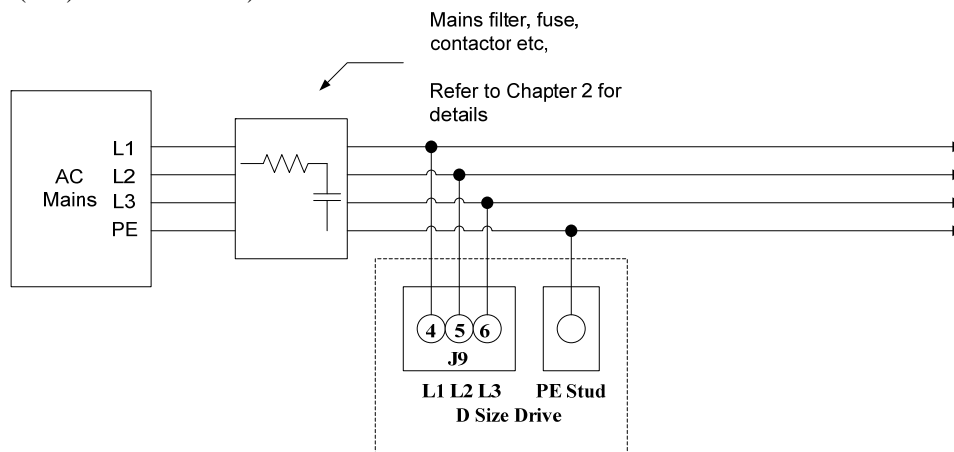 Mains filter, fuse,
contactor etc,
Refer to Chapter 2 for
details
AC
Mains
L1
L2
L3
PE
4 5 6
J9
L1 L2 L3 PE Stud
D Size Drive